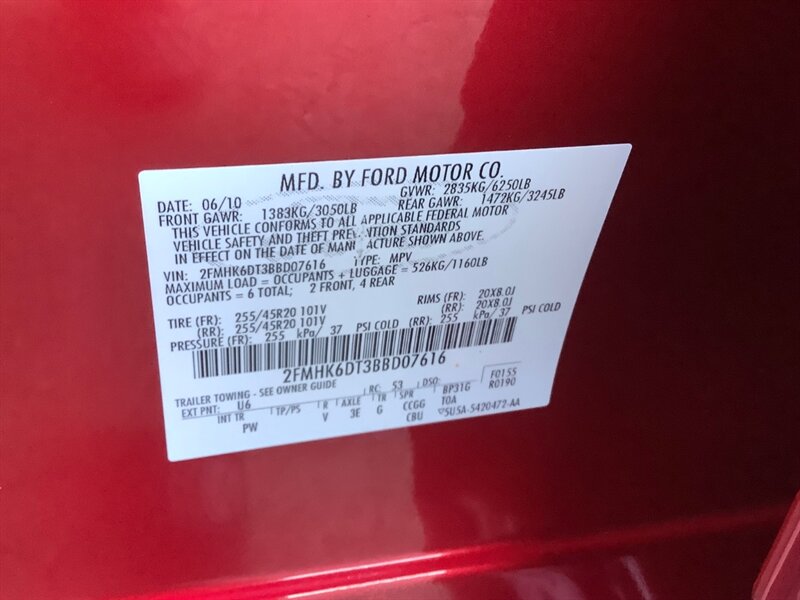 MFD. BY FORD MOTOR CO.
DATE: 06/10 GVWR: 2835KG/6250LB
FRONT GAWR: 1383KG/3050LB REAR GAWR: 1472KG/3245LB
THIS VEHICLE CONFORMS TO ALL APPLICABLE FEDERAL MOTOR
VEHICLE SAFETY AND THEFT PREVENTION STANDARDS
IN EFFECT ON THE DATE OF MANUFACTURE SHOWN ABOVE.
VIN: 2FMHK6DT3BBD07616 TYPE: MPV
MAXIMUM LOAD = OCCUPANTS + LUGGAGE = 526KG/1160LB
OCCUPANTS = 6 TOTAL; 2 FRONT, 4 REAR
TIRE (FR): 255/45R20 101V RIMS (FR): 20X8.0J
(RR): 255/45R20 101V (RR): 20X8.0J
PRESSURE (FR): 255 kPa/ 37 PSI COLD (RR): 255 kPa/ 37 PSI COLD
2FMHK6DT3BBD07616
TRAILER TOWING - SEE OWNER GUIDE
F0155
R0190
EXT PNT: U6 RC: 53 DSO: BP31G
INT TR TP/PS R AXLE TR SPR 10A
PW V 3E G CCGG
CBU ▽5U5A-5420472-AA